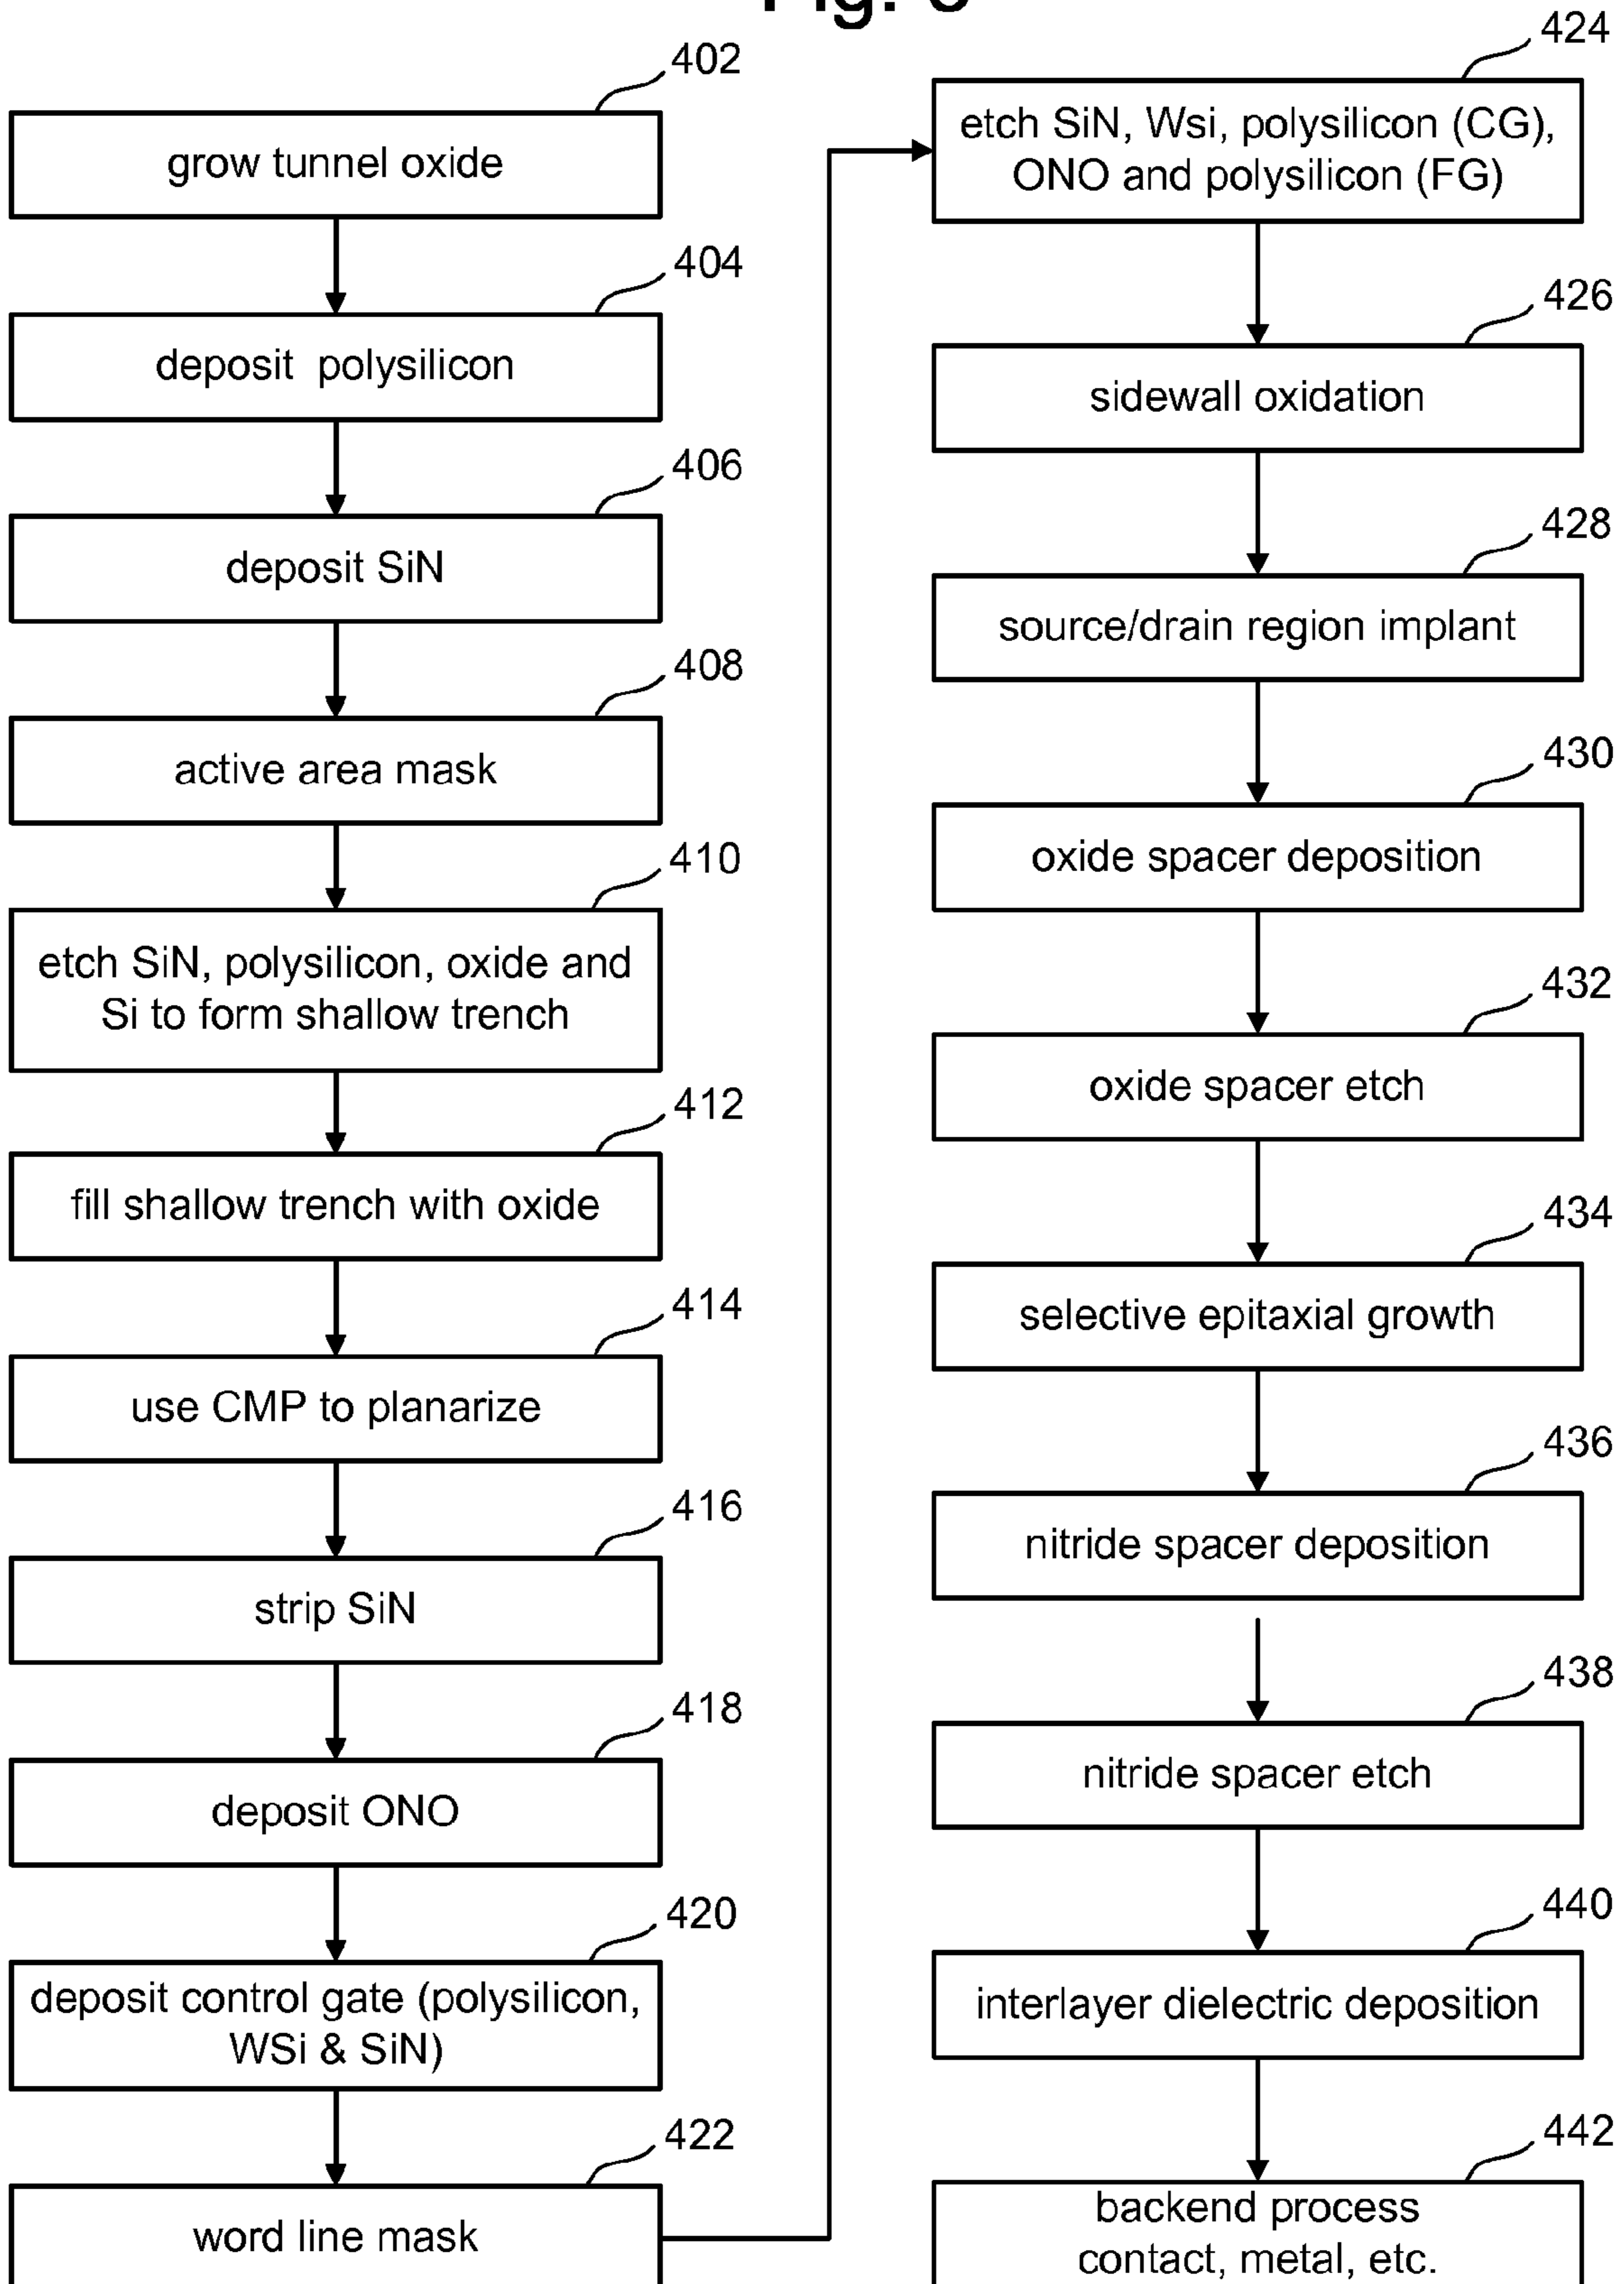 Fig.
402
grow tunnel oxide
404
deposit polysilicon
406
deposit SiN
408
active area mask
410
etch SiN, polysilicon, oxide and
Si to form shallow trench
412
fill shallow trench with oxide
414
use CMP to planarize
416
strip SiN
418
deposit ONO
420
deposit control gate (polysilicon,
WSi & SiN)
422
word line mask
424
etch SiN, Wsi, polysilicon (CG),
ONO and polysilicon (FG)
426
sidewall oxidation
428
source/drain region implant
430
oxide spacer deposition
432
oxide spacer etch
434
selective epitaxial growth
436
nitride spacer deposition
438
nitride spacer etch
440
interlayer dielectric deposition
442
backend process
contact, metal, etc.